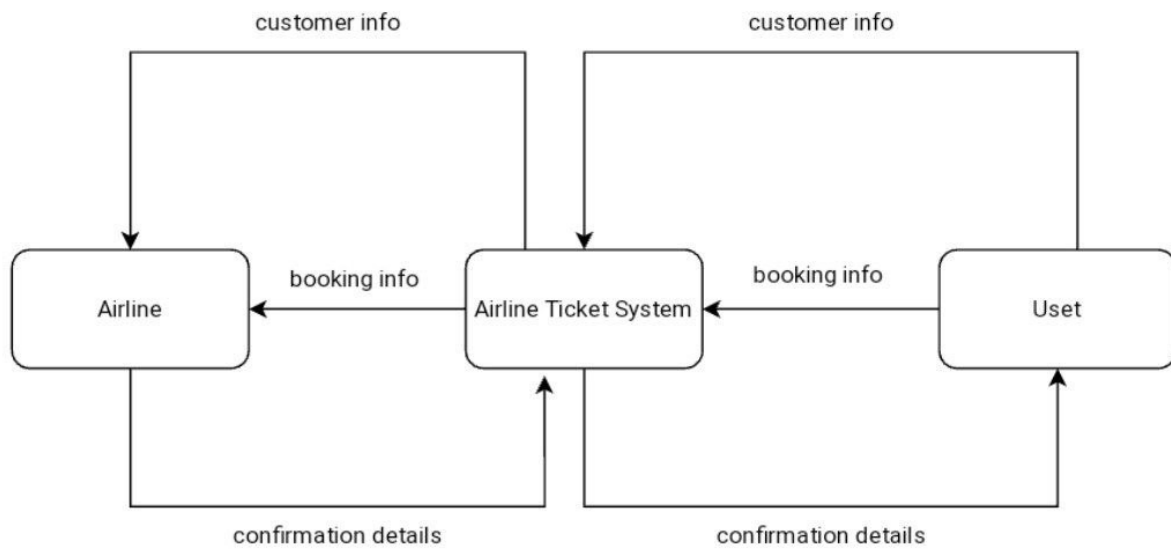 customer info
customer info
booking info
booking info
Airline
Airline Ticket System
Uset
confirmation details
confirmation details